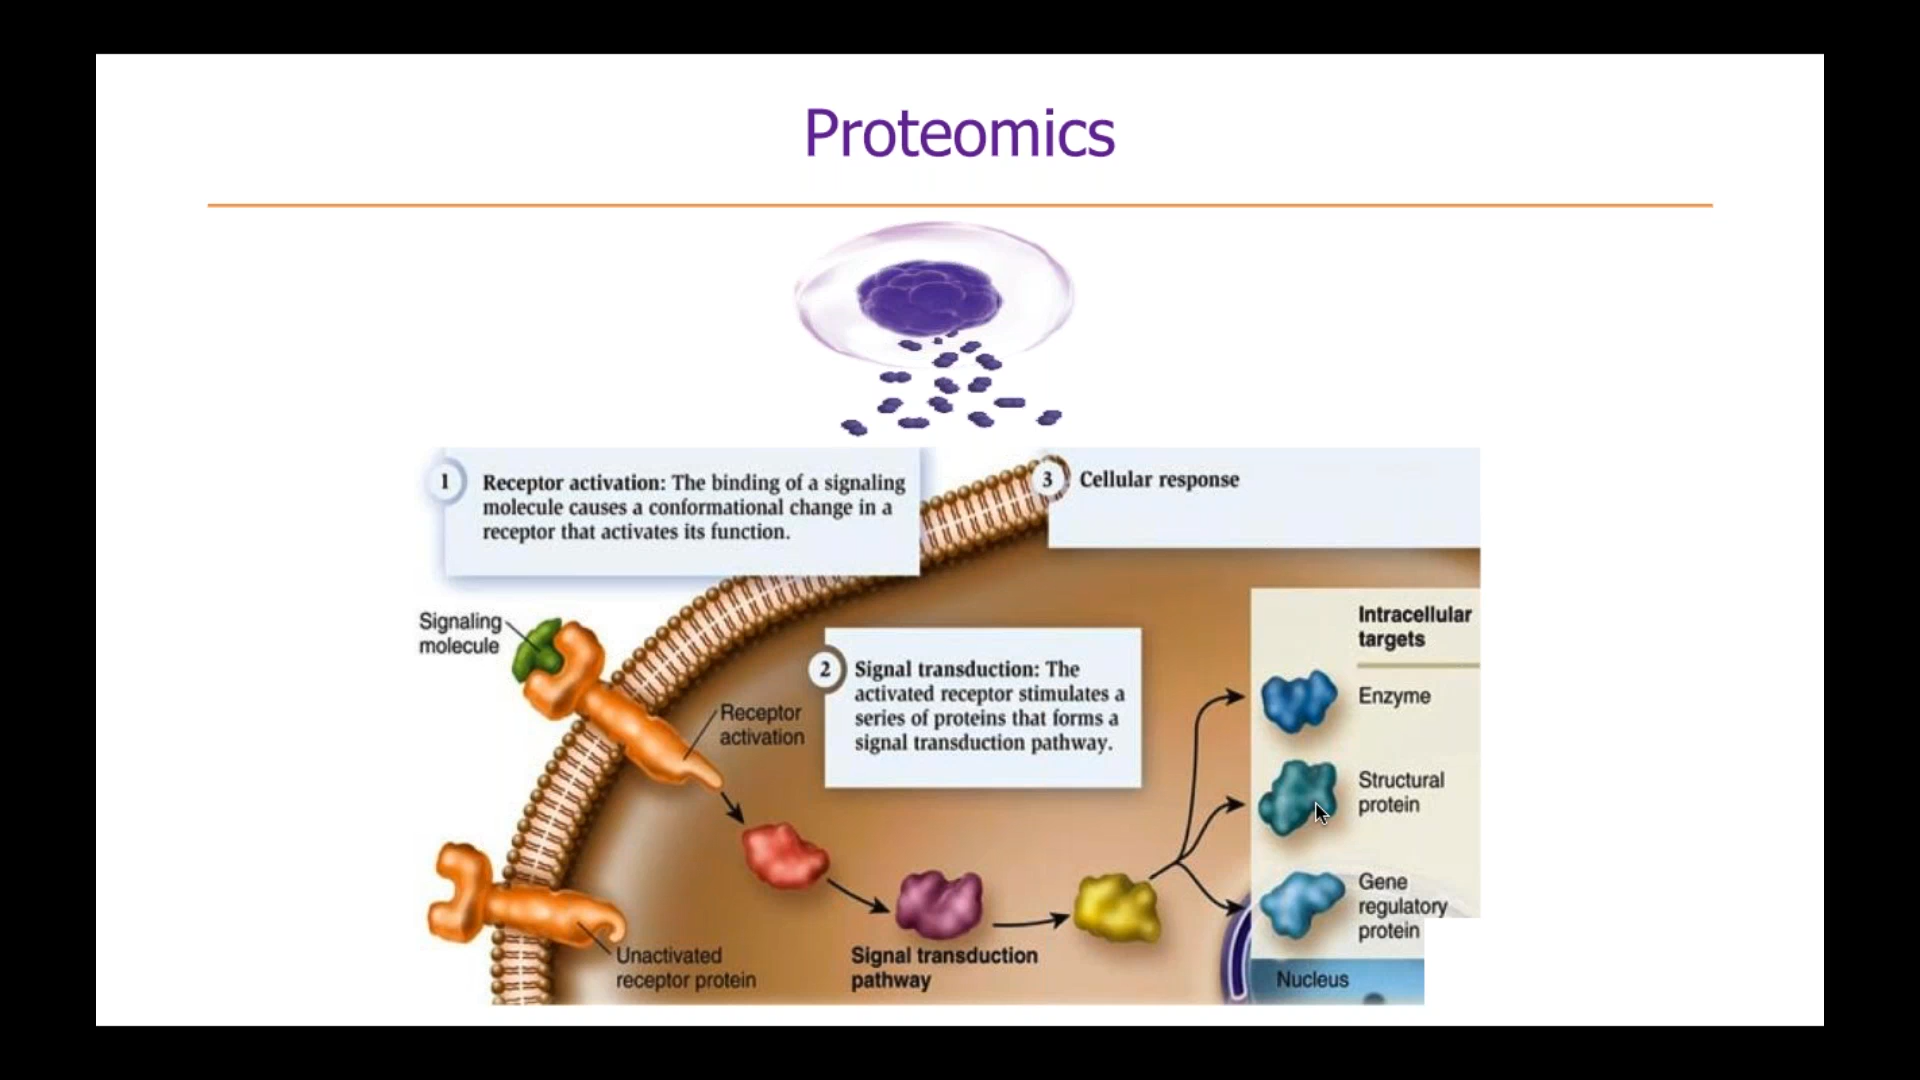 Proteomics
1
Receptor activation: The binding of a signaling
molecule causes a conformational change in a
receptor that activates its function.
3
Cellular response
Signaling
molecule
Receptor
activation
2
Signal transduction: The
activated receptor stimulates a
series of proteins that forms a
signal transduction pathway.
Intracellular
targets
Enzyme
Structural
protein
Gene
regulatory
protein
Unactivated
receptor protein
Signal transduction
pathway
Nucleus